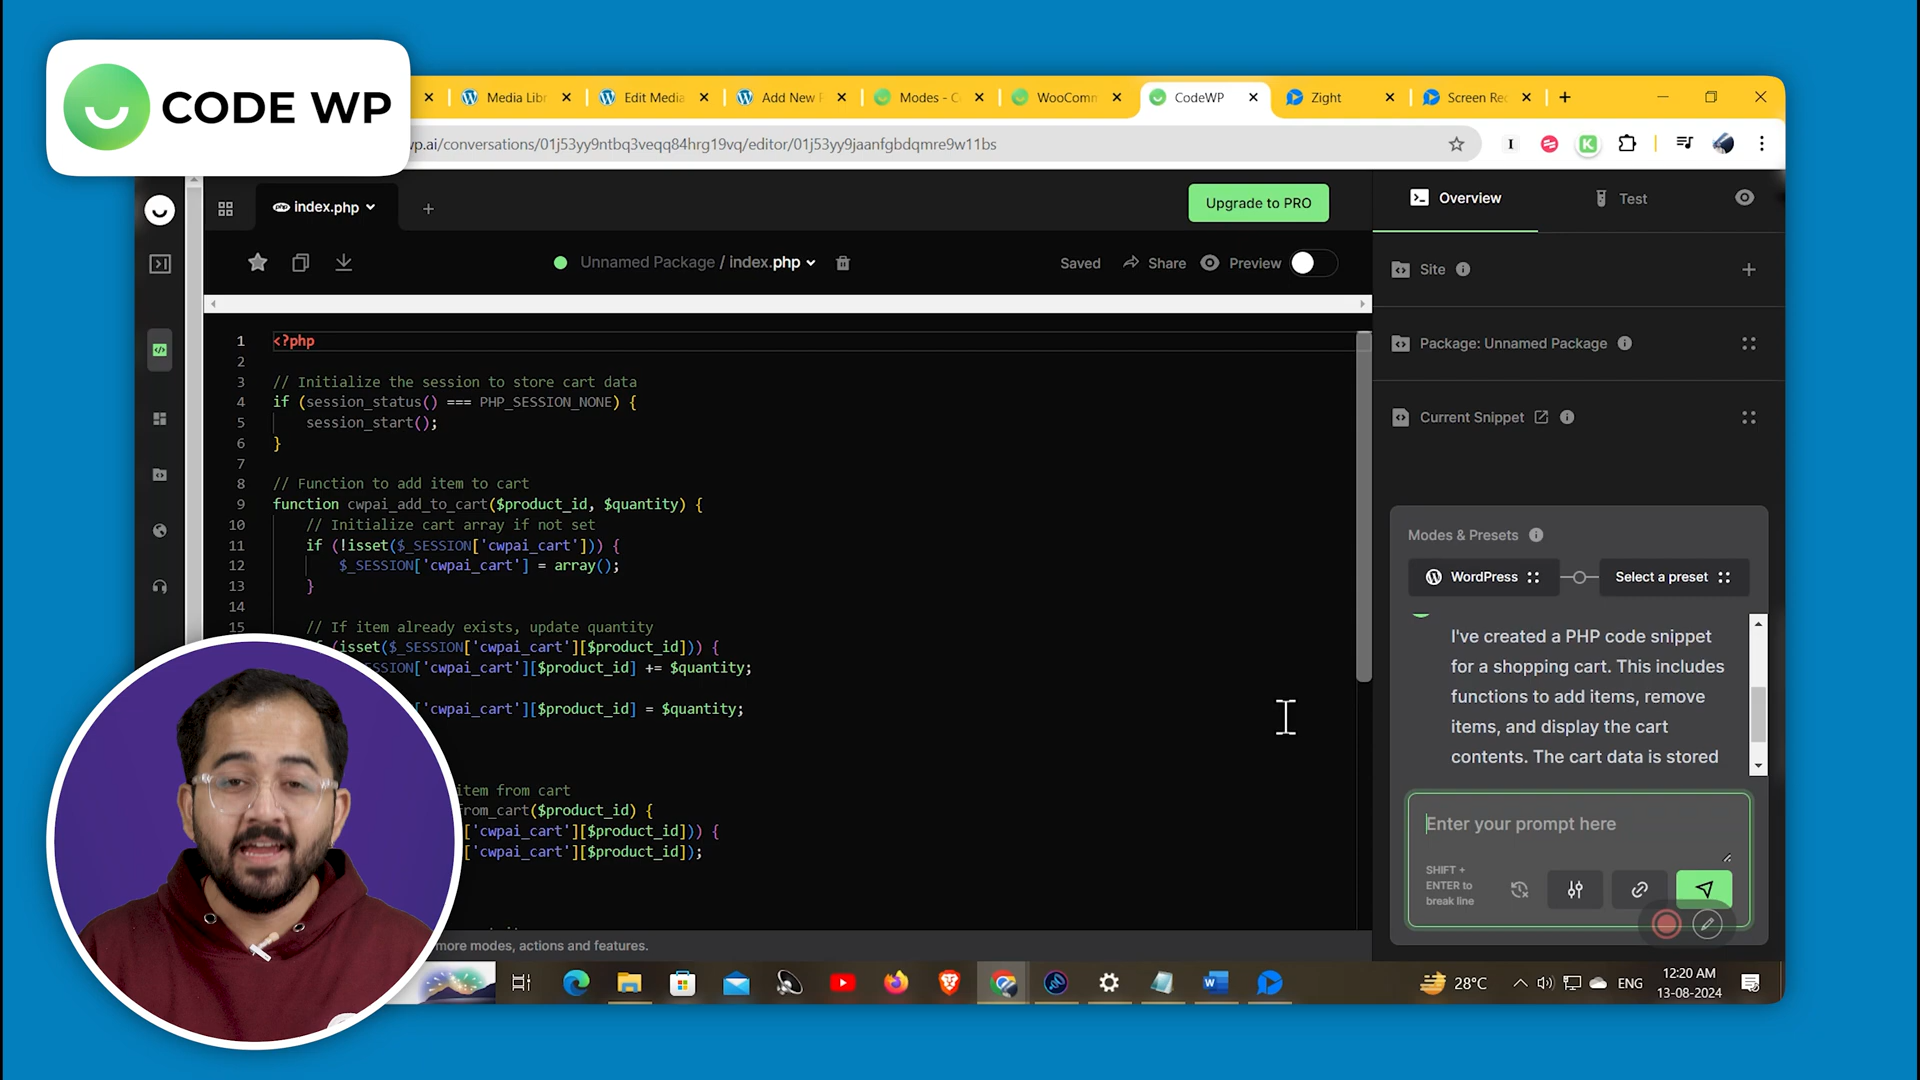 CODE WP
Media Lib
Edit Media
Add New
Modes - C
WooComm
CodeWP
Zight
Screen Rec
wp.ai/conversations/01j53yy9ntbq3veqq84hrg19vq/editor/01j53yy9jaanfgbdqmre9w11bs
index.php
Upgrade to PRO
Overview
Test
Unnamed Package / index.php
Saved
Share
Preview
Site
Package: Unnamed Package
Current Snippet
1 <?php
2
3 // Initialize the session to store cart data
4 if (session_status() === PHP_SESSION_NONE) {
5 session_start();
6 }
7
8 // Function to add item to cart
9 function cwpai_add_to_cart($product_id, $quantity) {
10 // Initialize cart array if not set
11 if (!isset($_SESSION['cwpai_cart'])) {
12 $_SESSION['cwpai_cart'] = array();
13 }
14
15 // If item already exists, update quantity
(isset($_SESSION['cwpai_cart'][$product_id])) {
SSION['cwpai_cart'][$product_id] += $quantity;
'cwpai_cart'][$product_id] = $quantity;
item from cart
rom_cart($product_id) {
['cwpai_cart'][$product_id])) {
['cwpai_cart'][$product_id]);
more modes, actions and features.
Modes & Presets
WordPress
Select a preset
I've created a PHP code snippet
for a shopping cart. This includes
functions to add items, remove
items, and display the cart
contents. The cart data is stored
Enter your prompt here
SHIFT +
ENTER to
break line
28°C
ENG
12:20 AM
13-08-2024